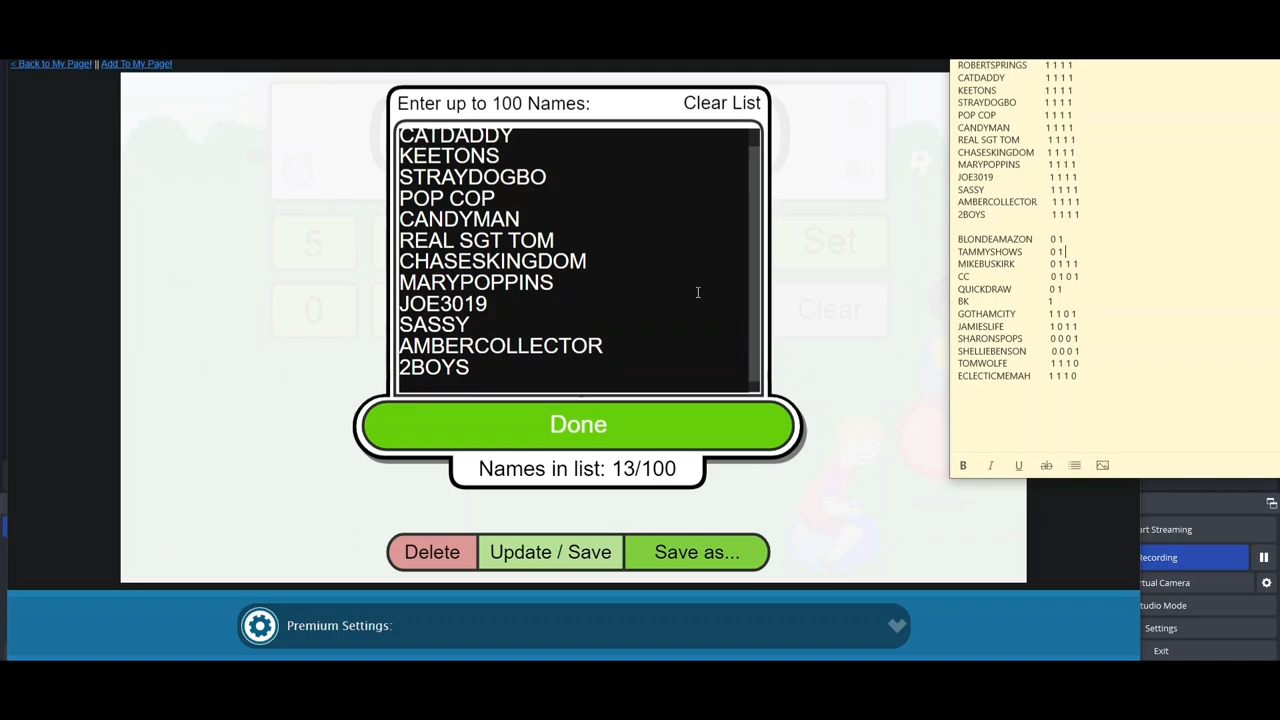 < Back to My Page! || Add To My Page!
Enter up to 100 Names: Clear List
CATDADDY
KEETONS
STRAYDOGBO
POP COP
CANDYMAN
REAL SGT TOM
CHASESKINGDOM
MARYPOPPINS
JOE3019
SASSY
AMBERCOLLECTOR
2BOYS
Done
Names in list: 13/100
Delete Update / Save Save as...
5 Set
0 Clear
Premium Settings:
ROBERTSPRINGS 1 1 1 1
CATDADDY 1 1 1 1
KEETONS 1 1 1 1
STRAYDOGBO 1 1 1 1
POP COP 1 1 1 1
CANDYMAN 1 1 1 1
REAL SGT TOM 1 1 1 1
CHASESKINGDOM 1 1 1 1
MARYPOPPINS 1 1 1 1
JOE3019 1 1 1 1
SASSY 1 1 1 1
AMBERCOLLECTOR 1 1 1 1
2BOYS 1 1 1 1
BLONDEAMAZON 0 1
TAMMYSHOWS 0 1
MIKEBUSKIRK 0 1 1 1
CC 0 1 0 1
QUICKDRAW 0 1
BK 1
GOTHAMCITY 1 1 0 1
JAMIESLIFE 1 0 1 1
SHARONSPOPS 0 0 0 1
SHELLIEBENSON 0 0 0 1
TOMWOLFE 1 1 1 0
ECLECTICMEMAH 1 1 1 0
B I U ab
art Streaming
Recording
rtual Camera
tudio Mode
Settings
Exit